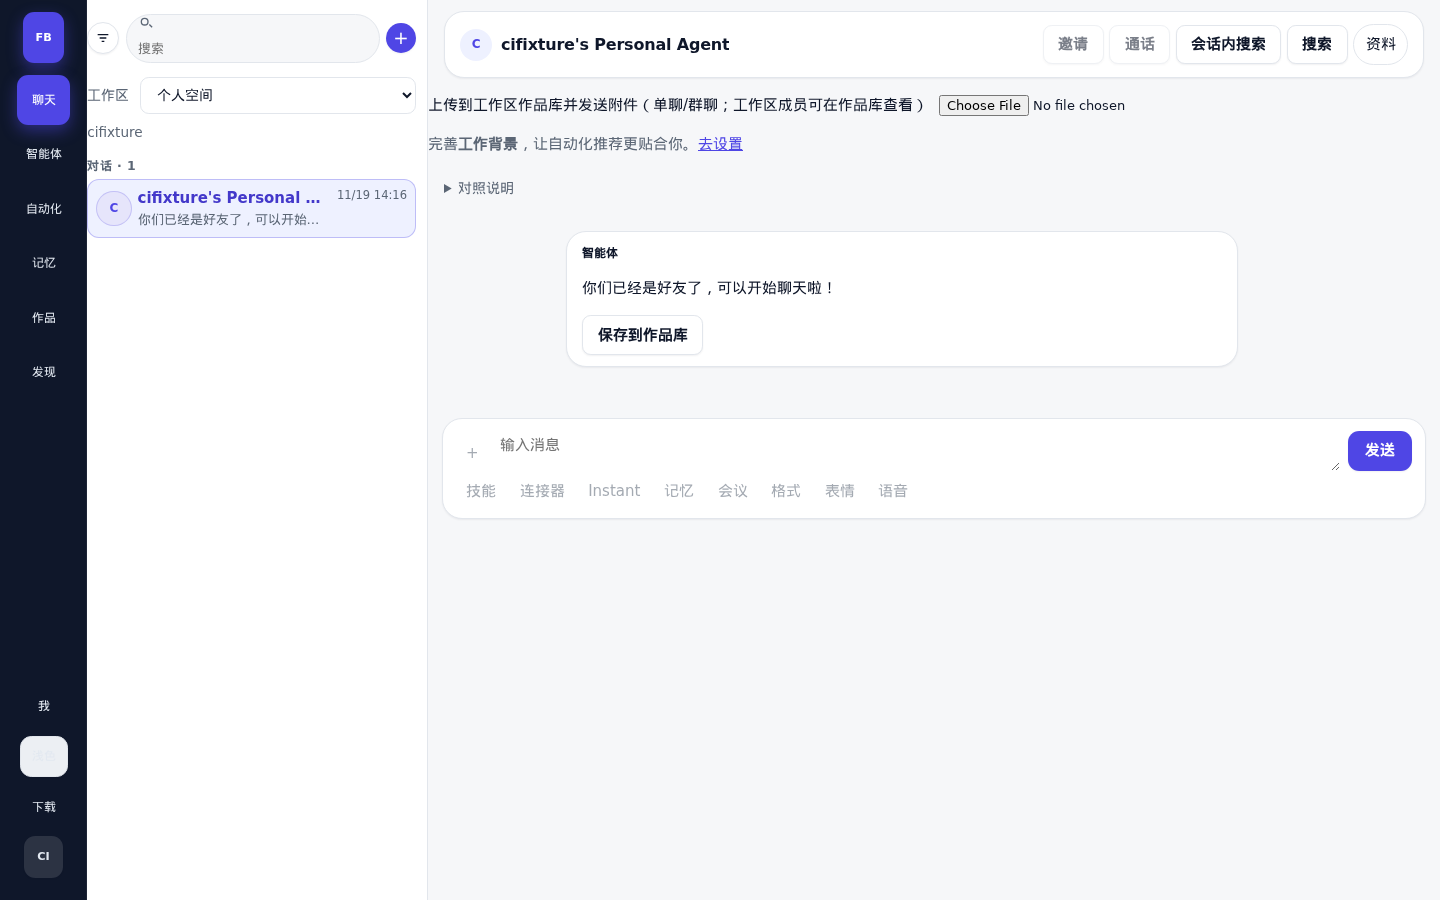 FB
聊天
智能体
自动化
记忆
作品
发现
我
下载
CI
搜索
工作区
个人空间
cifixture
对话 · 1
C
cifixture's Personal ...
11/19 14:16
你们已经是好友了，可以开始...
C
cifixture's Personal Agent
邀请
通话
会话内搜索
搜索
资料
上传到工作区作品库并发送附件（单聊/群聊；工作区成员可在作品库查看） Choose File No file chosen
完善工作背景，让自动化推荐更贴合你。去设置
对照说明
智能体
你们已经是好友了，可以开始聊天啦！
保存到作品库
输入消息
发送
技能 连接器 Instant 记忆 会议 格式 表情 语音